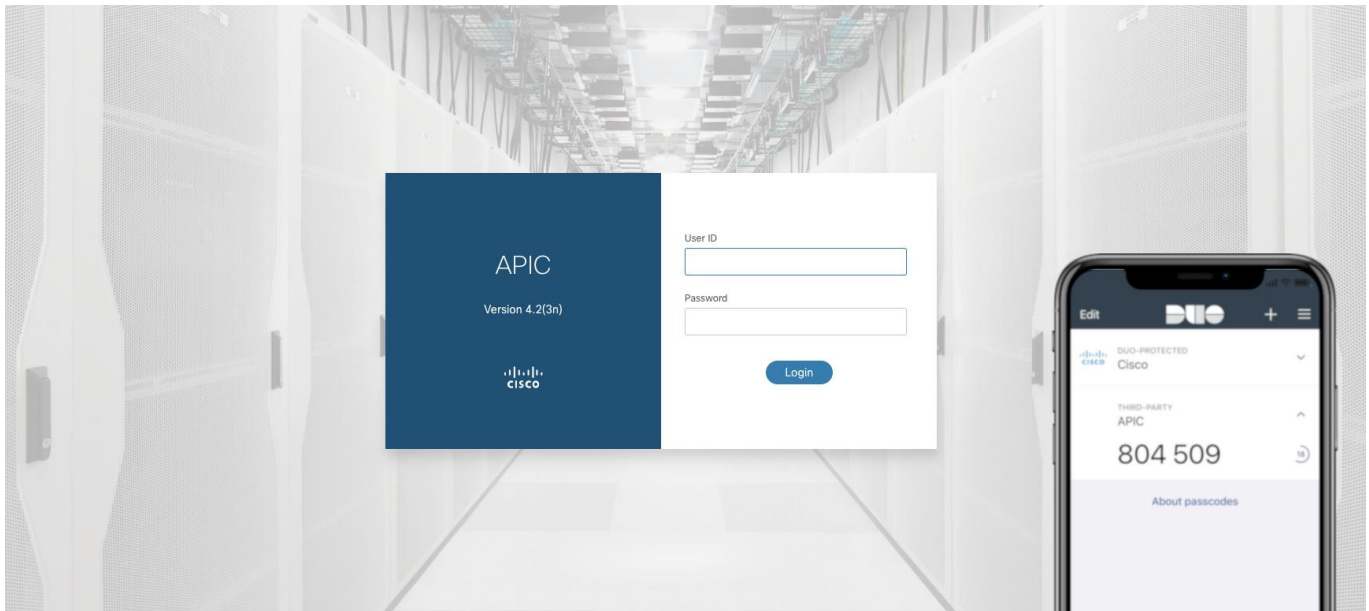 APIC
Version 4.2(3n)
CISCO
User ID
Password
Login
Edit
DUO
DUO-PROTECTED
cisco
Cisco
THIRD-PARTY
APIC
804 509
18
About passcodes